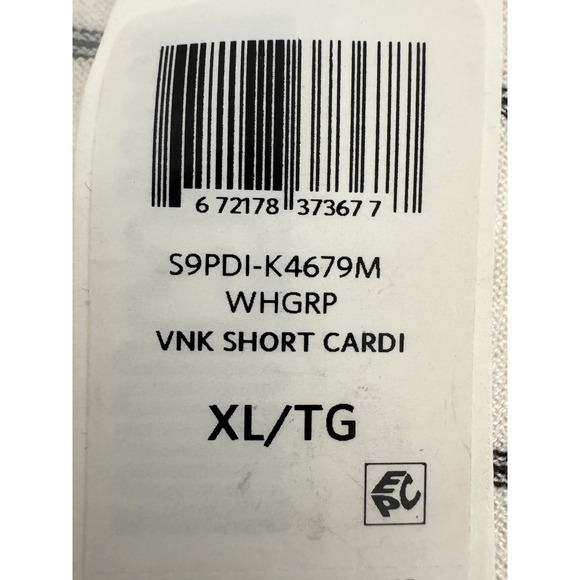 6 72178 37367 7
S9PDI-K4679M
WHGRP
VNK SHORT CARDI
XL/TG
EPC